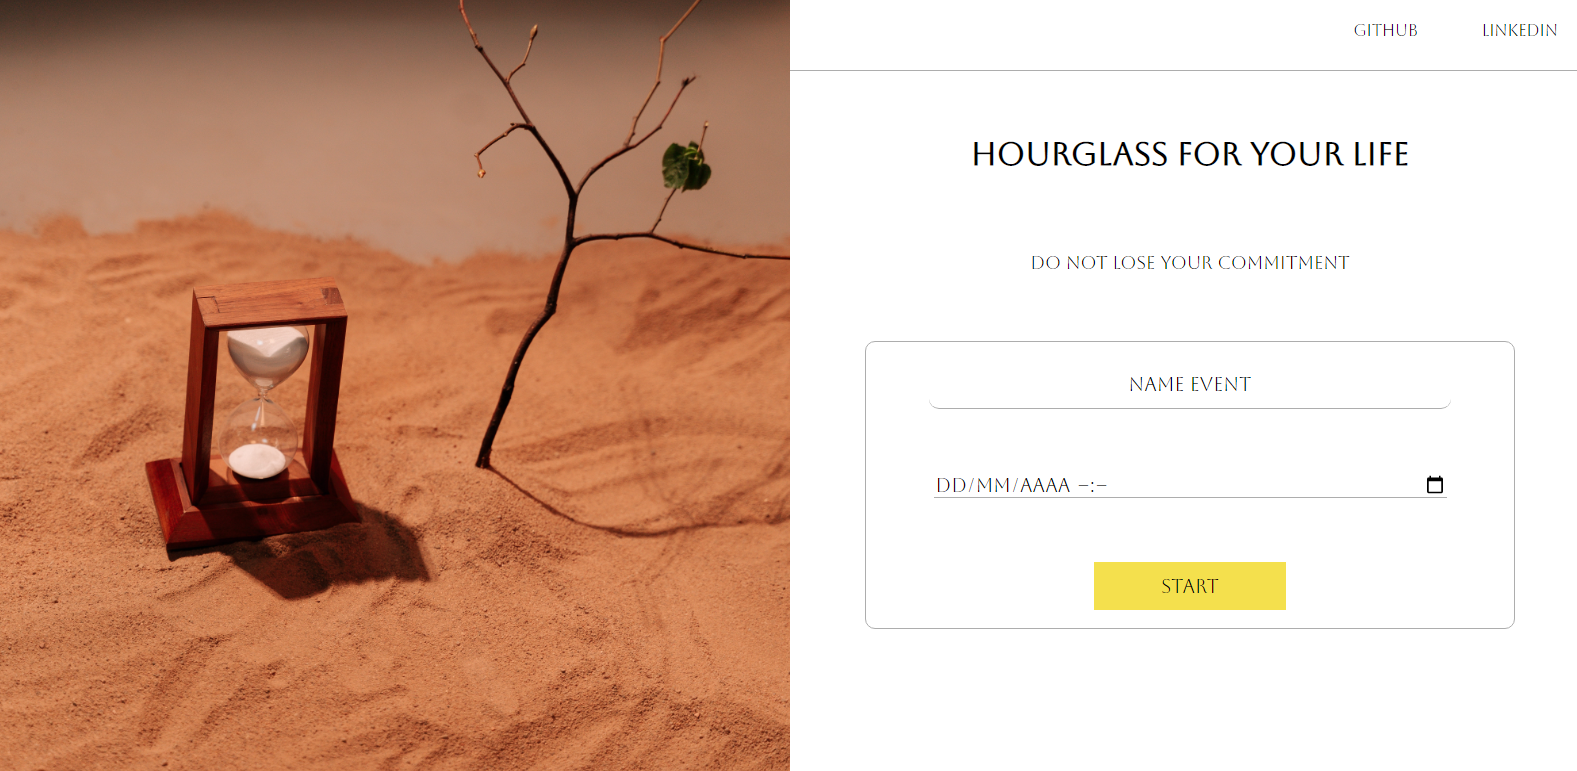 GITHUB LINKEDIN
HOURGLASS FOR YOUR LIFE
DO NOT LOSE YOUR COMMITMENT
NAME EVENT
DD/MM/AAAA –:–
START